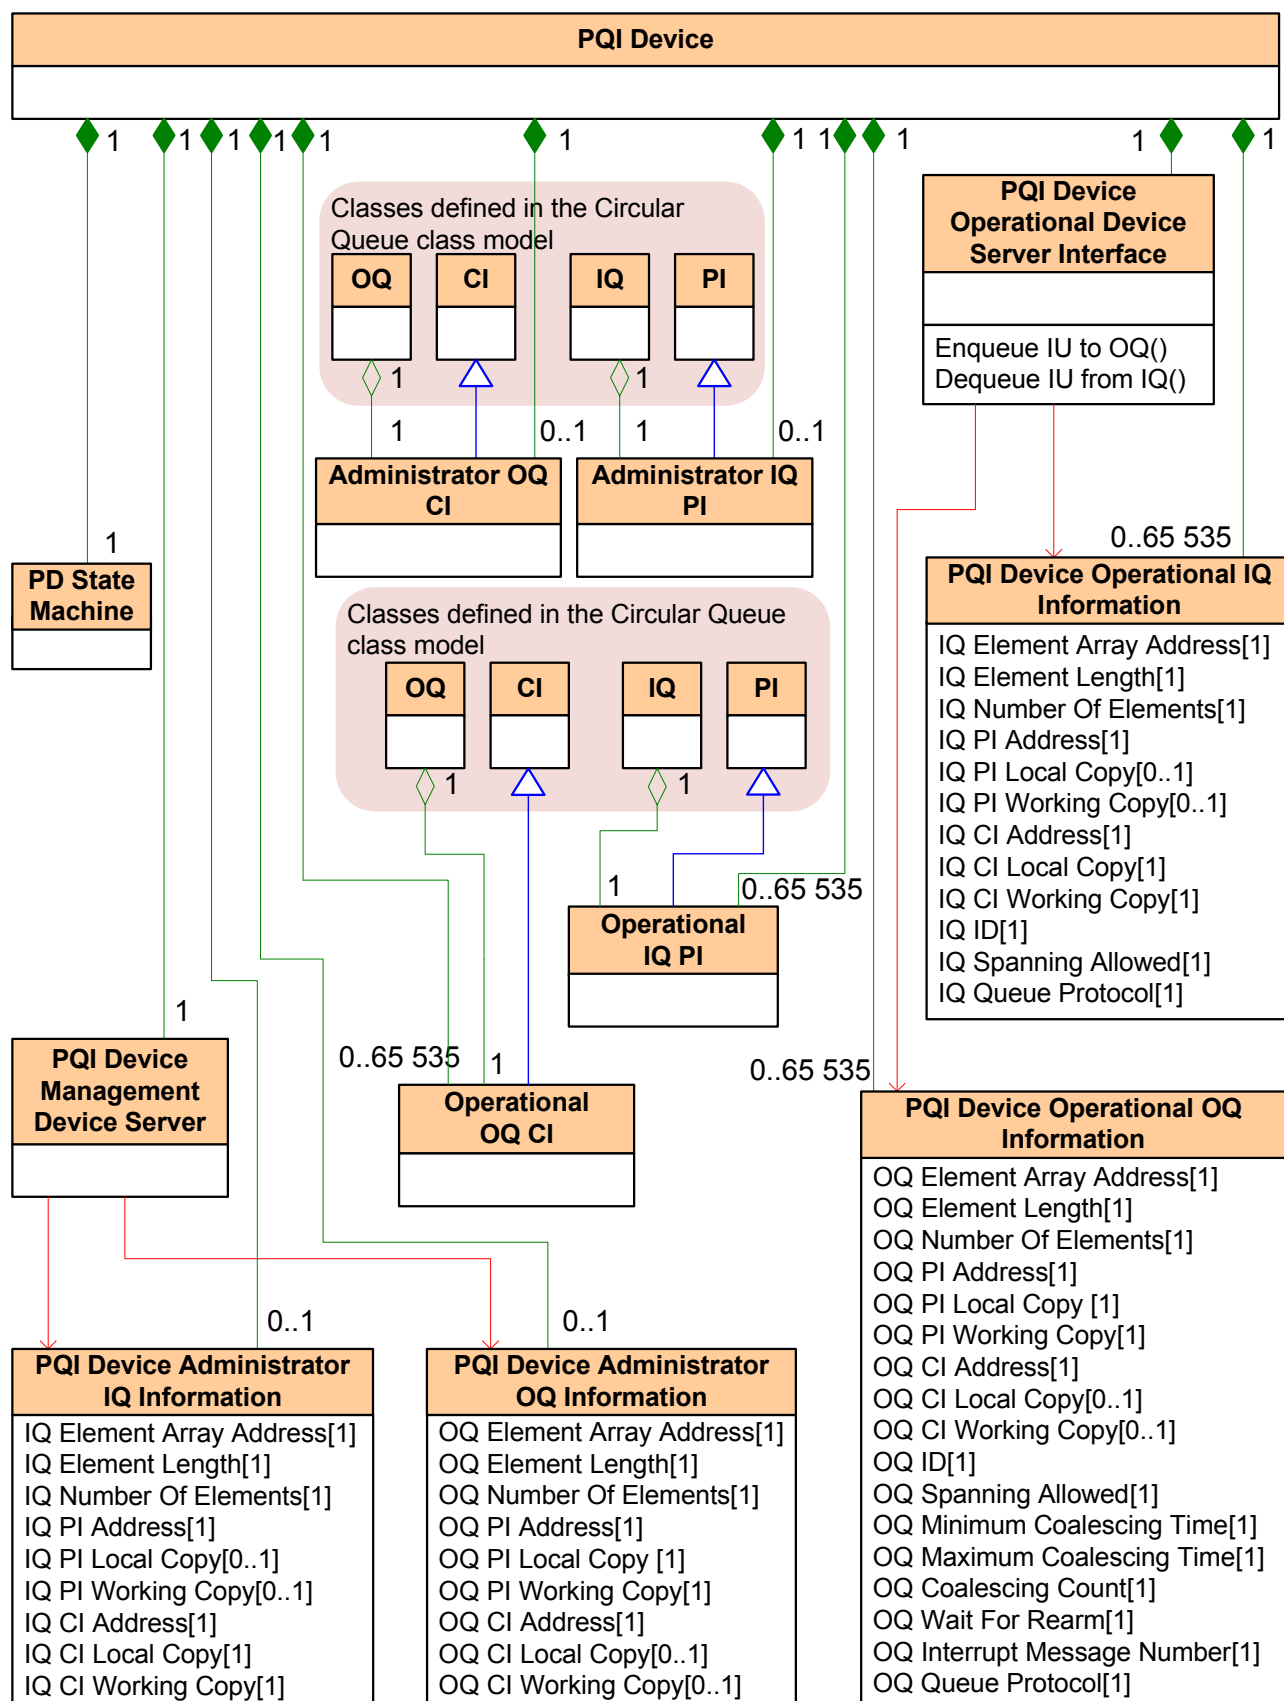 PQI Device
1
1
1
1
1
1
1
1
1
1
1
Classes defined in the Circular
Queue class model
OQ
CI
IQ
PI
1
1
1
0..1
1
0..1
Administrator OQ
CI
Administrator IQ
PI
PQI Device
Operational Device
Server Interface
Enqueue IU to OQ()
Dequeue IU from IQ()
1
PD State
Machine
Classes defined in the Circular Queue
class model
OQ
CI
IQ
PI
1
1
1
0..65 535
Operational
IQ PI
0..65 535
PQI Device Operational IQ
Information
IQ Element Array Address[1]
IQ Element Length[1]
IQ Number Of Elements[1]
IQ PI Address[1]
IQ PI Local Copy[0..1]
IQ PI Working Copy[0..1]
IQ CI Address[1]
IQ CI Local Copy[1]
IQ CI Working Copy[1]
IQ ID[1]
IQ Spanning Allowed[1]
IQ Queue Protocol[1]
1
PQI Device
Management
Device Server
0..65 535
1
Operational
OQ CI
0..65 535
PQI Device Operational OQ
Information
OQ Element Array Address[1]
OQ Element Length[1]
OQ Number Of Elements[1]
OQ PI Address[1]
OQ PI Local Copy [1]
OQ PI Working Copy[1]
OQ CI Address[1]
OQ CI Local Copy[0..1]
OQ CI Working Copy[0..1]
OQ ID[1]
OQ Spanning Allowed[1]
OQ Minimum Coalescing Time[1]
OQ Maximum Coalescing Time[1]
OQ Coalescing Count[1]
OQ Wait For Rearm[1]
OQ Interrupt Message Number[1]
OQ Queue Protocol[1]
0..1
PQI Device Administrator
IQ Information
IQ Element Array Address[1]
IQ Element Length[1]
IQ Number Of Elements[1]
IQ PI Address[1]
IQ PI Local Copy[0..1]
IQ PI Working Copy[0..1]
IQ CI Address[1]
IQ CI Local Copy[1]
IQ CI Working Copy[1]
0..1
PQI Device Administrator
OQ Information
OQ Element Array Address[1]
OQ Element Length[1]
OQ Number Of Elements[1]
OQ PI Address[1]
OQ PI Local Copy [1]
OQ PI Working Copy[1]
OQ CI Address[1]
OQ CI Local Copy[0..1]
OQ CI Working Copy[0..1]